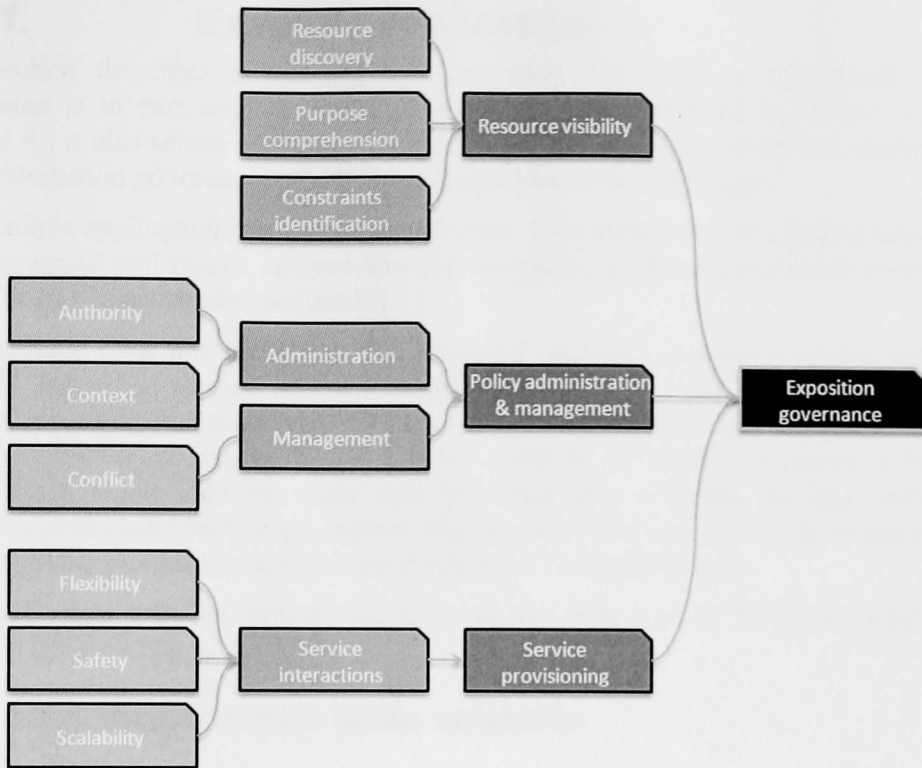 Resource
discovery
Purpose
comprehension
Constraints
identification
Resource visibility
Authority
Context
Conflict
Administration
Management
Policy administration
& management
Exposition
governance
Flexibility
Safety
Scalability
Service
interactions
Service
provisioning